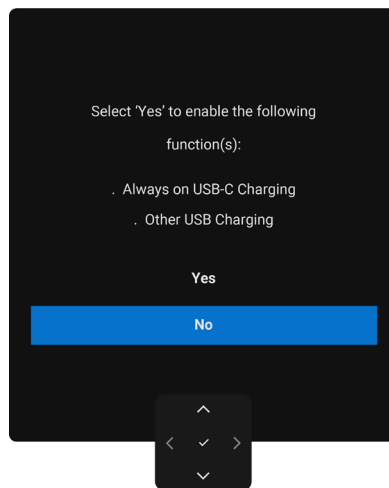 Select ‘Yes’ to enable the following
function(s):
. Always on USB-C Charging
. Other USB Charging
Yes
No